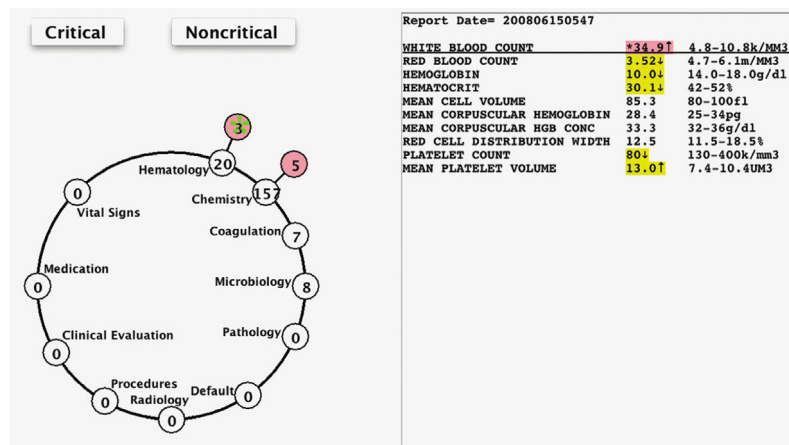 Critical
Noncritical
3
5
Hematology 20
Chemistry 157
0
Vital Signs
Coagulation 7
Medication
0
Microbiology 8
Pathology 0
Clinical Evaluation
0
Procedures
0
Radiology
0
Default 0
Report Date= 200806150547
WHITE BLOOD COUNT *34.9↑ 4.8-10.8k/MM3
RED BLOOD COUNT 3.52↓ 4.7-6.1m/MM3
HEMOGLOBIN 10.0↓ 14.0-18.0g/dl
HEMATOCRIT 30.1↓ 42-52%
MEAN CELL VOLUME 85.3 80-100fl
MEAN CORPUSCULAR HEMOGLOBIN 28.4 25-34pg
MEAN CORPUSCULAR HGB CONC 33.3 32-36g/dl
RED CELL DISTRIBUTION WIDTH 12.5 11.5-18.5%
PLATELET COUNT 80↓ 130-400k/mm3
MEAN PLATELET VOLUME 13.0↑ 7.4-10.4UM3